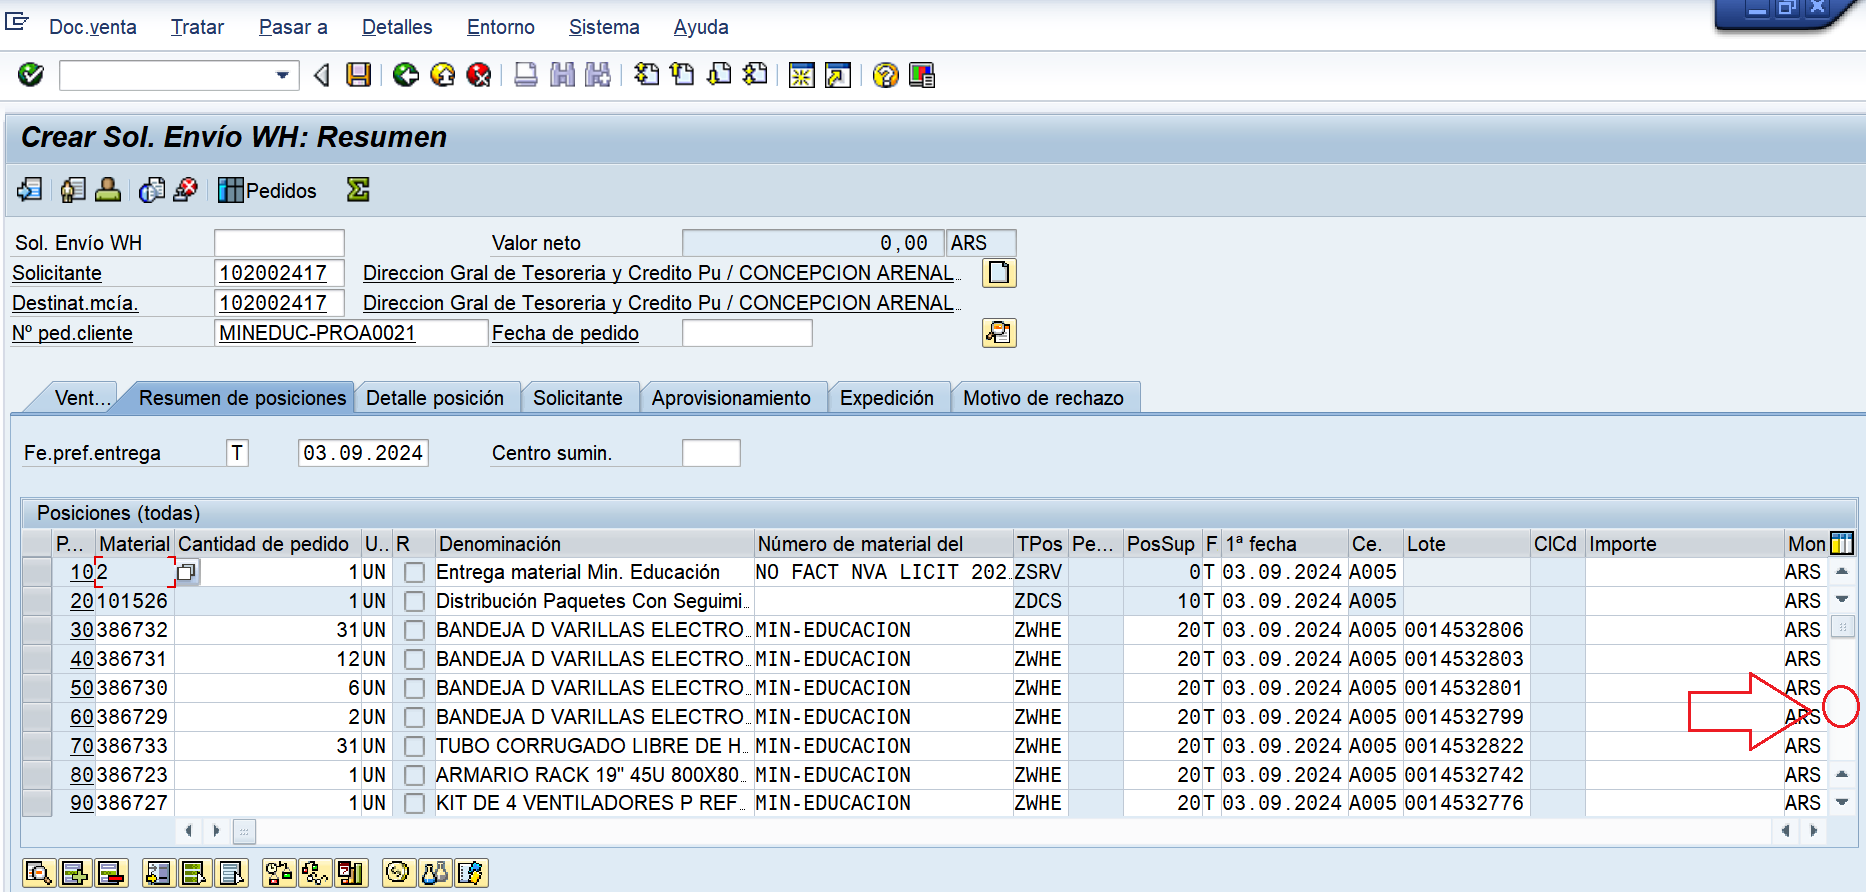 Doc.venta Tratar Pasar a Detalles Entorno Sistema Ayuda
Crear Sol. Envío WH: Resumen
Pedidos
Sol. Envío WH Valor neto 0,00 ARS
Solicitante 102002417 Direccion Gral de Tesoreria y Credito Pu / CONCEPCION ARENAL...
Destinat.mcía. 102002417 Direccion Gral de Tesoreria y Credito Pu / CONCEPCION ARENAL...
Nº ped.cliente MINEDUC-PROA0021 Fecha de pedido
Vent... Resumen de posiciones Detalle posición Solicitante Aprovisionamiento Expedición Motivo de rechazo
Fe.pref.entrega T 03.09.2024 Centro sumin.
Posiciones (todas)
P... Material Cantidad de pedido U.. R Denominación Número de material del TPos Pe... PosSup F 1ª fecha Ce. Lote ClCd Importe Mon
10 2 1 UN Entrega material Min. Educación NO FACT NVA LICIT 202... ZSRV 0 T 03.09.2024 A005 ARS
20 101526 1 UN Distribución Paquetes Con Seguimi... ZDCS 10 T 03.09.2024 A005 ARS
30 386732 31 UN BANDEJA D VARILLAS ELECTRO... MIN-EDUCACION ZWHE 20 T 03.09.2024 A005 0014532806 ARS
40 386731 12 UN BANDEJA D VARILLAS ELECTRO... MIN-EDUCACION ZWHE 20 T 03.09.2024 A005 0014532803 ARS
50 386730 6 UN BANDEJA D VARILLAS ELECTRO... MIN-EDUCACION ZWHE 20 T 03.09.2024 A005 0014532801 ARS
60 386729 2 UN BANDEJA D VARILLAS ELECTRO... MIN-EDUCACION ZWHE 20 T 03.09.2024 A005 0014532799 ARS
70 386733 31 UN TUBO CORRUGADO LIBRE DE H... MIN-EDUCACION ZWHE 20 T 03.09.2024 A005 0014532822 ARS
80 386723 1 UN ARMARIO RACK 19" 45U 800X80... MIN-EDUCACION ZWHE 20 T 03.09.2024 A005 0014532742 ARS
90 386727 1 UN KIT DE 4 VENTILADORES P REF... MIN-EDUCACION ZWHE 20 T 03.09.2024 A005 0014532776 ARS